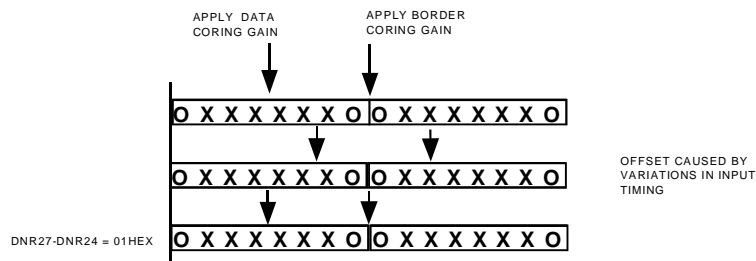 APPLY DATA
CORING GAIN
APPLY BORDER
CORING GAIN
O X X X X X X O O X X X X X X O
O X X X X X X O O X X X X X X O
OFFSET CAUSED BY
VARIATIONS IN INPUT
TIMING
DNR27-DNR24 = 01HEX
O X X X X X X O O X X X X X X O